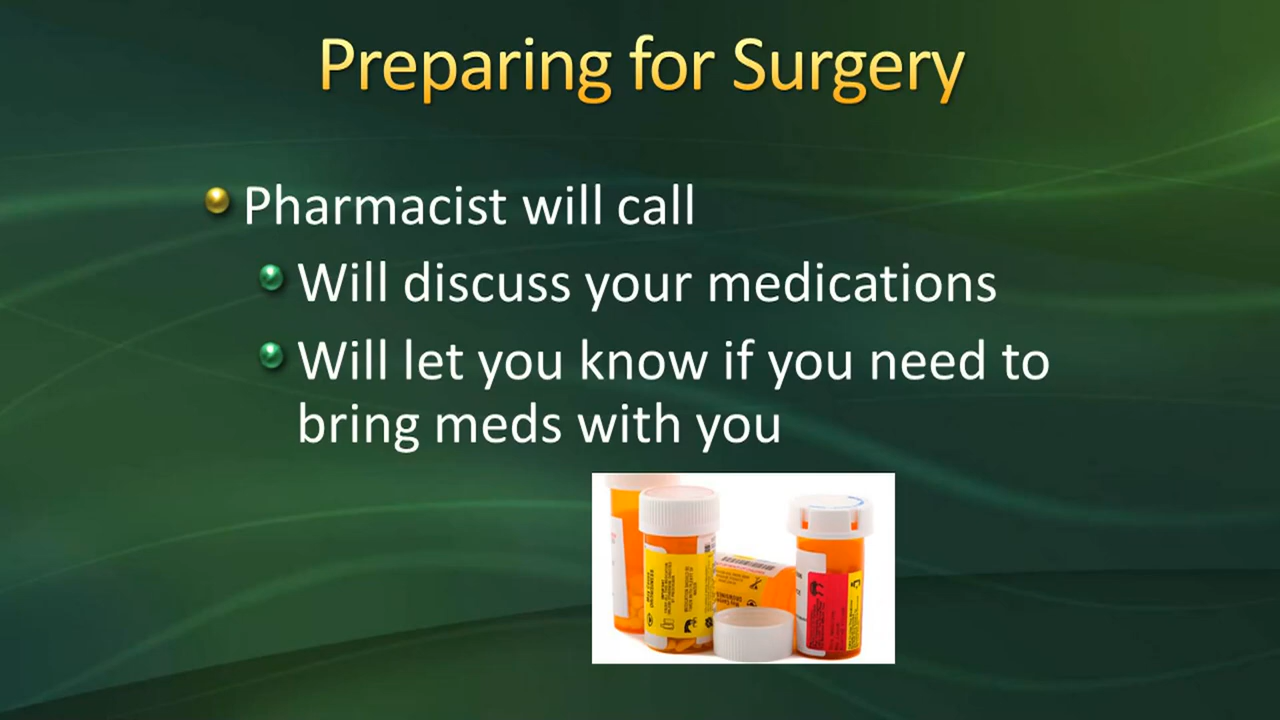 Preparing for Surgery
Pharmacist will call
Will discuss your medications
Will let you know if you need to
bring meds with you